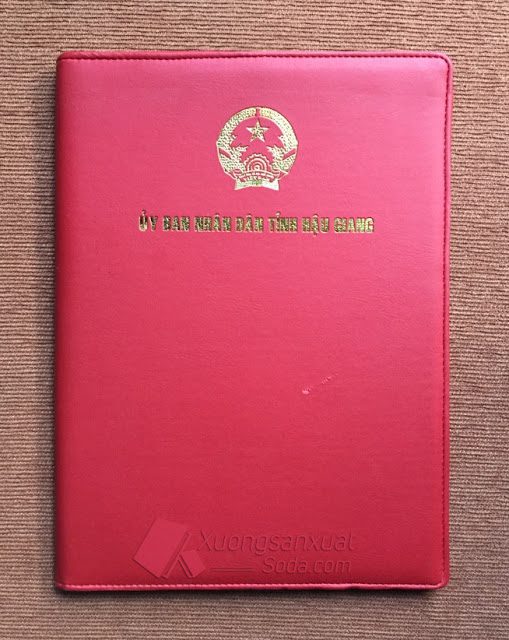 ỦY BAN NHÂN DÂN TỈNH HẬU GIANG
Xuongsanxuat
Soda.com